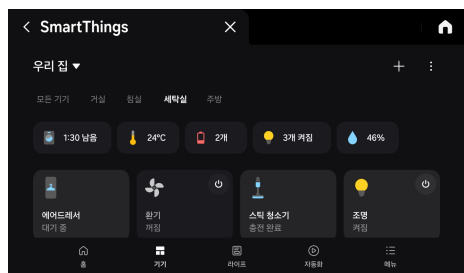 SmartThings
우리 집
모든 기기 거실 침실 세탁실 주방
1:30 남음 24°C 2개 3개 켜짐 46%
에어드레서 환기 스틱 청소기 조명
대기 중 꺼짐 충전 완료 켜짐
홈 기기 라이프 자동화 메뉴